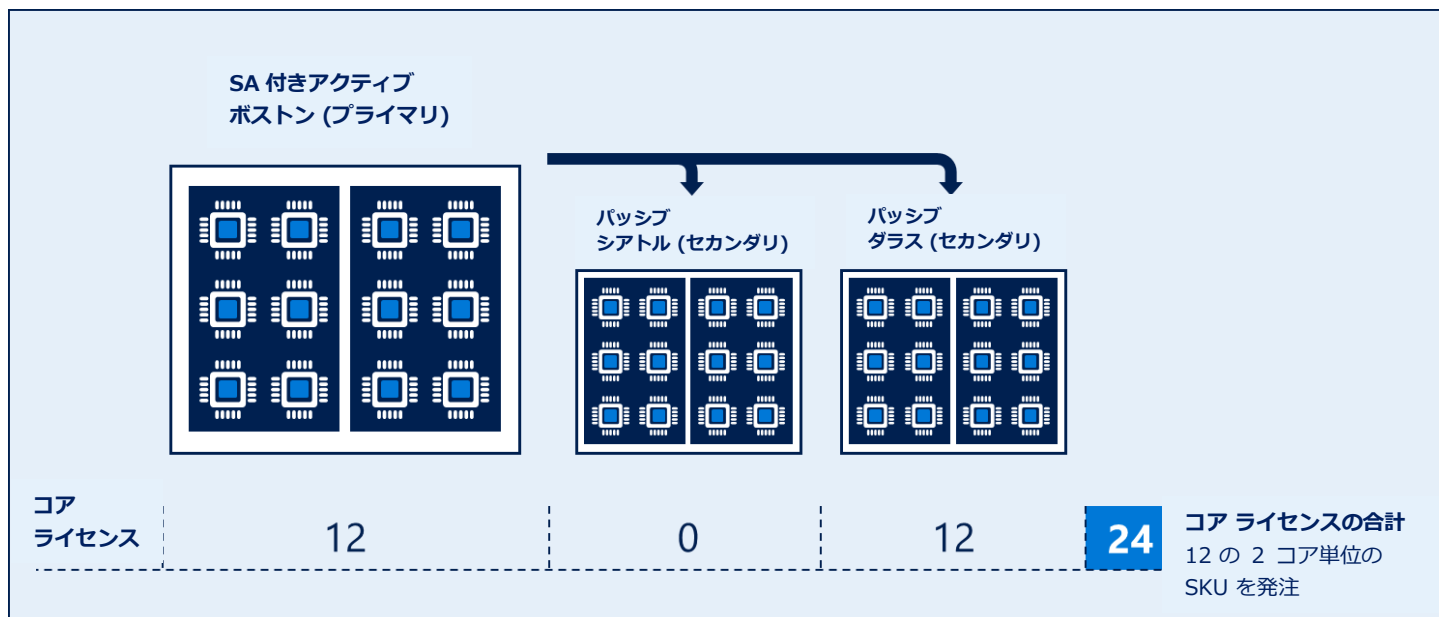 SA 付きアクティブ
ボストン (プライマリ)
パッシブ
シアトル (セカンダリ)
パッシブ
ダラス (セカンダリ)
コア
ライセンス
12
0
12
24
コア ライセンスの合計
12 の 2 コア単位の
SKU を発注